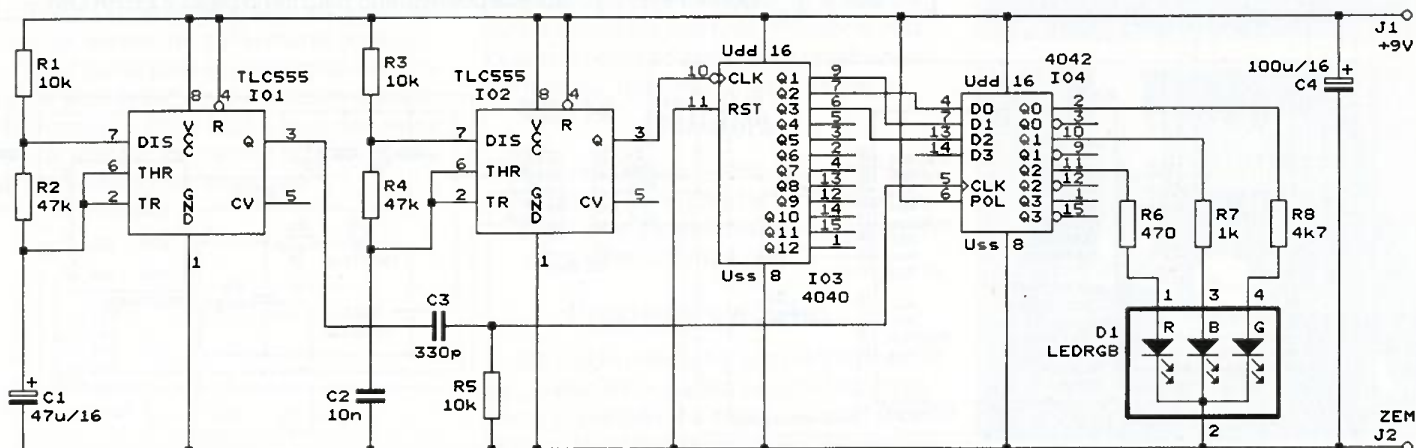 J1
+9V
R1
10k
R3
10k
TLC555
IO1
8
4
VCC
R
7
DIS
Q
3
6
THR
2
TR
GND
CV
5
1
R2
47k
TLC555
IO2
8
4
VCC
R
7
DIS
Q
3
6
THR
2
TR
GND
CV
5
1
R4
47k
Udd 16
10
CLK
11
RST
Q1
9
Q2
7
Q3
6
Q4
5
Q5
3
Q6
2
Q7
4
Q8
13
Q9
12
Q10
14
Q11
15
Q12
1
Uss 8
IO3
4040
4042
IO4
Udd 16
4
D0
7
D1
13
D2
14
D3
5
CLK
6
POL
Q0
2
Q0
3
Q1
10
Q1
9
Q2
11
Q2
12
Q3
1
Q3
15
Uss 8
100u/16
C4
+
R6
470
R7
1k
R8
4k7
1
3
4
D1
LEDRGB
R
B
G
2
C3
330p
R5
10k
C2
10n
+
C1
47u/16
ZEM
J2